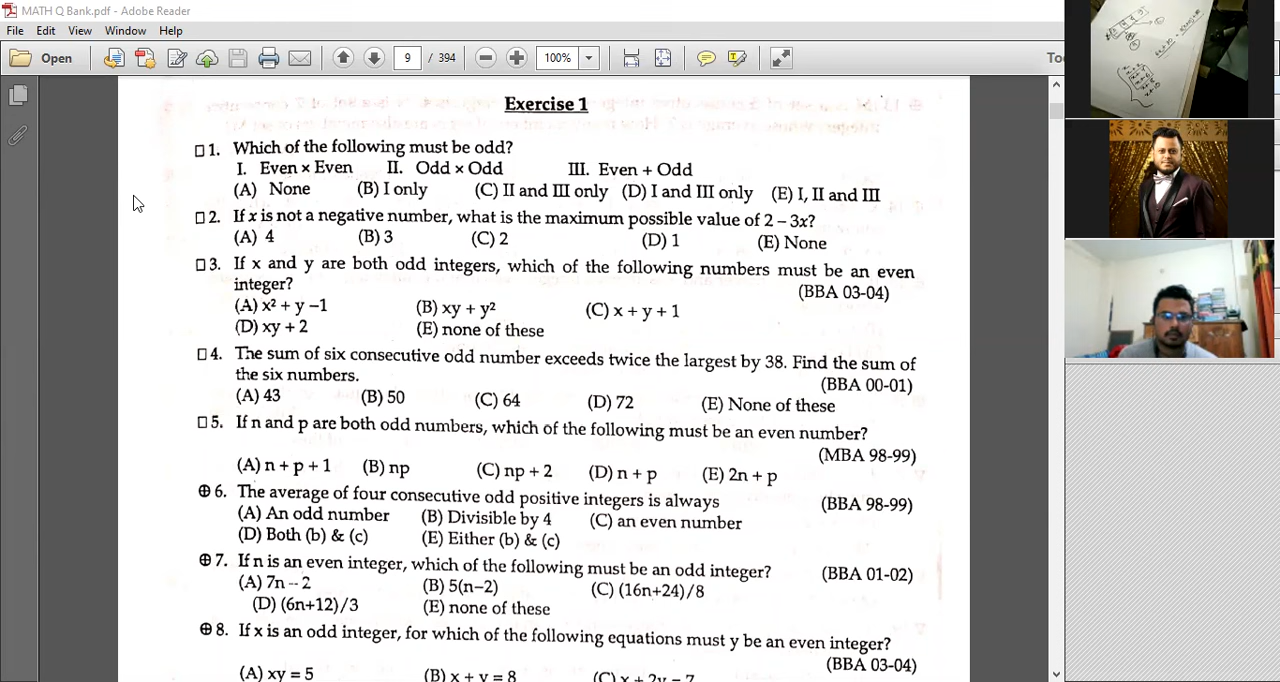 MATH Q Bank.pdf - Adobe Reader
File Edit View Window Help
Open 9 / 394 100% To
Exercise 1
1. Which of the following must be odd?
I. Even × Even II. Odd × Odd III. Even + Odd
(A) None (B) I only (C) II and III only (D) I and III only (E) I, II and III
2. If x is not a negative number, what is the maximum possible value of 2 – 3x?
(A) 4 (B) 3 (C) 2 (D) 1 (E) None
3. If x and y are both odd integers, which of the following numbers must be an even
integer? (BBA 03-04)
(A) x² + y –1 (B) xy + y² (C) x + y + 1
(D) xy + 2 (E) none of these
4. The sum of six consecutive odd number exceeds twice the largest by 38. Find the sum of
the six numbers. (BBA 00-01)
(A) 43 (B) 50 (C) 64 (D) 72 (E) None of these
5. If n and p are both odd numbers, which of the following must be an even number?
(MBA 98-99)
(A) n + p + 1 (B) np (C) np + 2 (D) n + p (E) 2n + p
6. The average of four consecutive odd positive integers is always (BBA 98-99)
(A) An odd number (B) Divisible by 4 (C) an even number
(D) Both (b) & (c) (E) Either (b) & (c)
7. If n is an even integer, which of the following must be an odd integer? (BBA 01-02)
(A) 7n – 2 (B) 5(n–2) (C) (16n+24)/8
(D) (6n+12)/3 (E) none of these
8. If x is an odd integer, for which of the following equations must y be an even integer?
(BBA 03-04)
(A) xy = 5 (B) x + y = 8 (C) x + 2y = 7